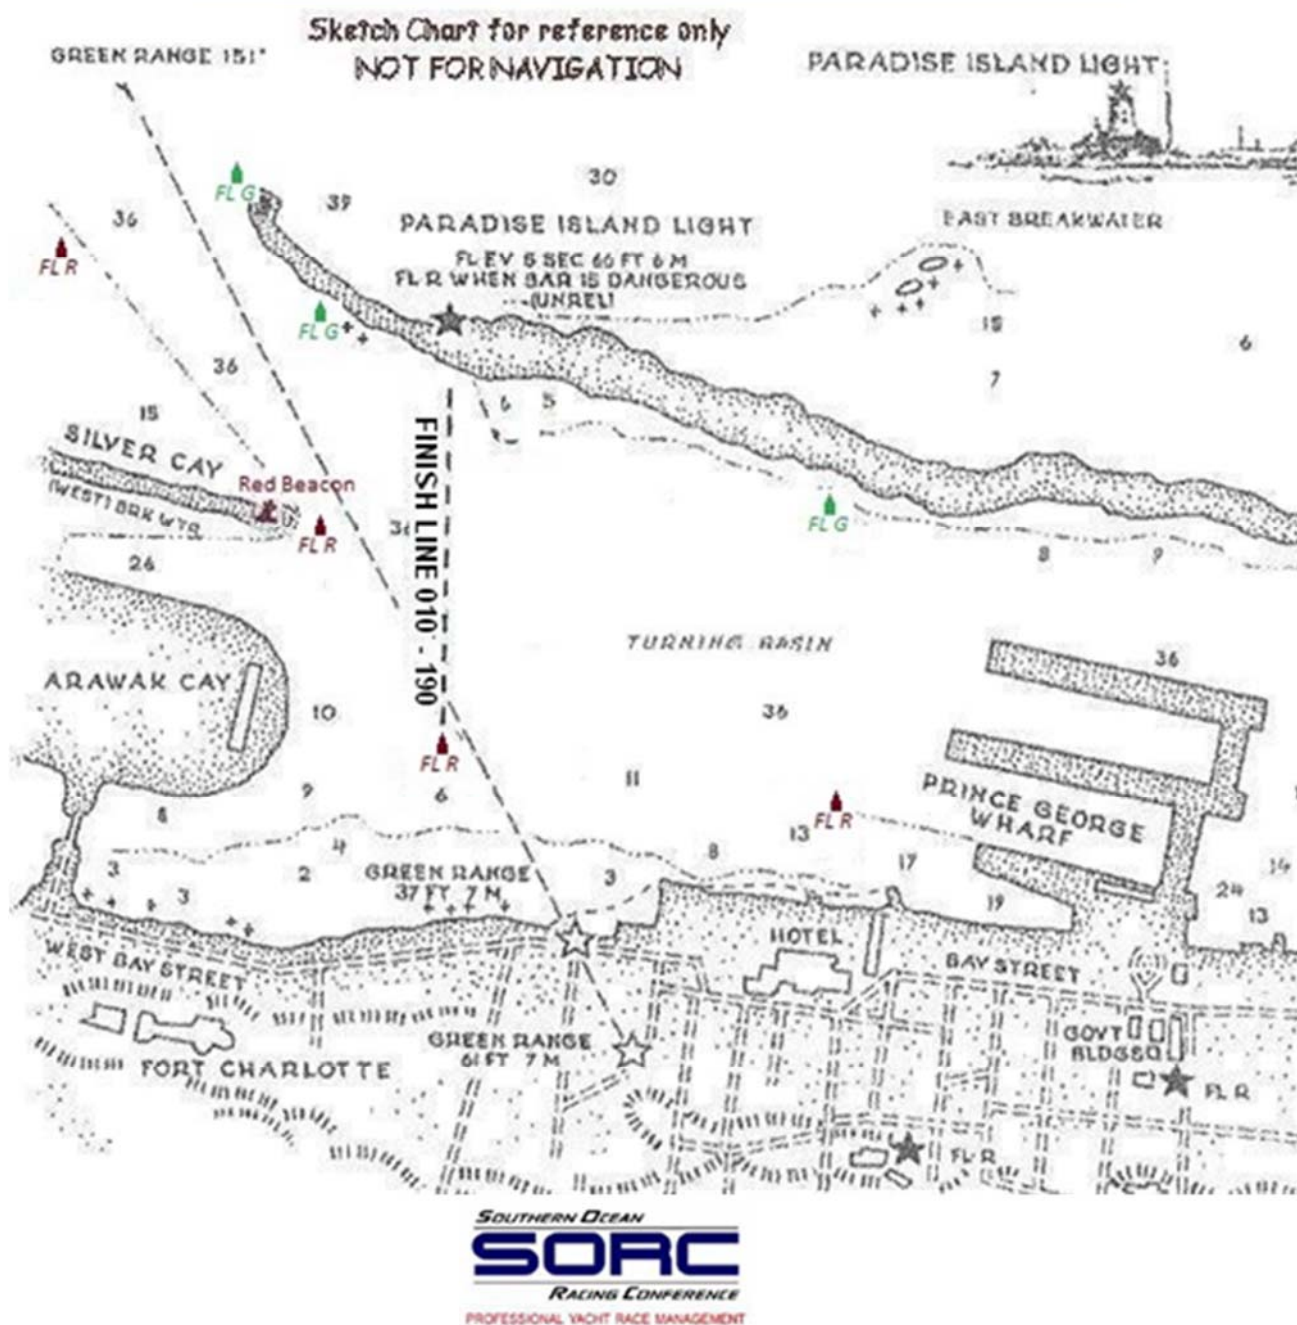 Sketch Chart for reference only
NOT FOR NAVIGATION
GREEN RANGE 151°
PARADISE ISLAND LIGHT
FL G
39
30
36
FL R
PARADISE ISLAND LIGHT
FL EV 5 SEC 60 FT 6 M
FL R WHEN BAR IS DANGEROUS
(UNREL)
EAST BREAKWATER
FL G
15
6
7
36
15
6
5
SILVER CAY
(WEST) BRK WTR
Red Beacon
FL R
FINISH LINE 010° - 190
FL G
8
9
26
TURNING BASIN
36
ARAWAK CAY
10
36
FL R
6
11
9
8
PRINCE GEORGE
WHARF
FL R
13
8
17
4
3
3
2
GREEN RANGE
37 FT 7 M
3
19
24
14
13
WEST BAY STREET
HOTEL
BAY STREET
GREEN RANGE
61 FT 7 M
FORT CHARLOTTE
GOVT
BLDGS
FL R
FL R
SOUTHERN OCEAN
SORC
RACING CONFERENCE
PROFESSIONAL YACHT RACE MANAGEMENT